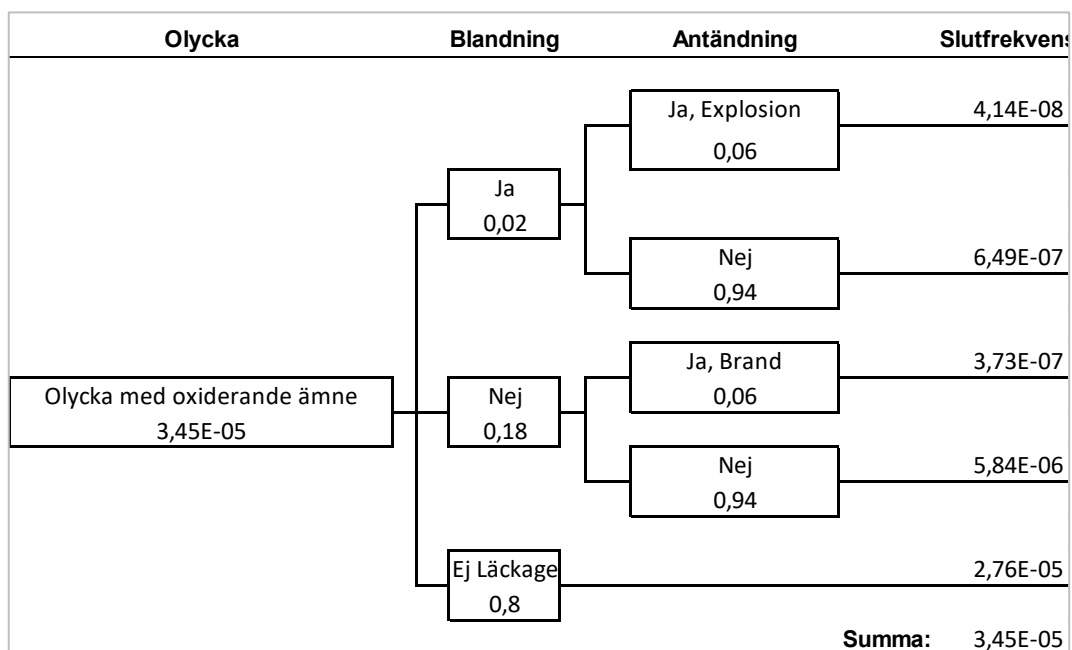 Olycka Blandning Antändning Slutfrekvens
Ja, Explosion 4,14E-08
0,06
Ja
0,02
Nej 6,49E-07
0,94
Ja, Brand 3,73E-07
0,06
Olycka med oxiderande ämne Nej
3,45E-05 0,18
Nej 5,84E-06
0,94
Ej Läckage 2,76E-05
0,8
Summa: 3,45E-05